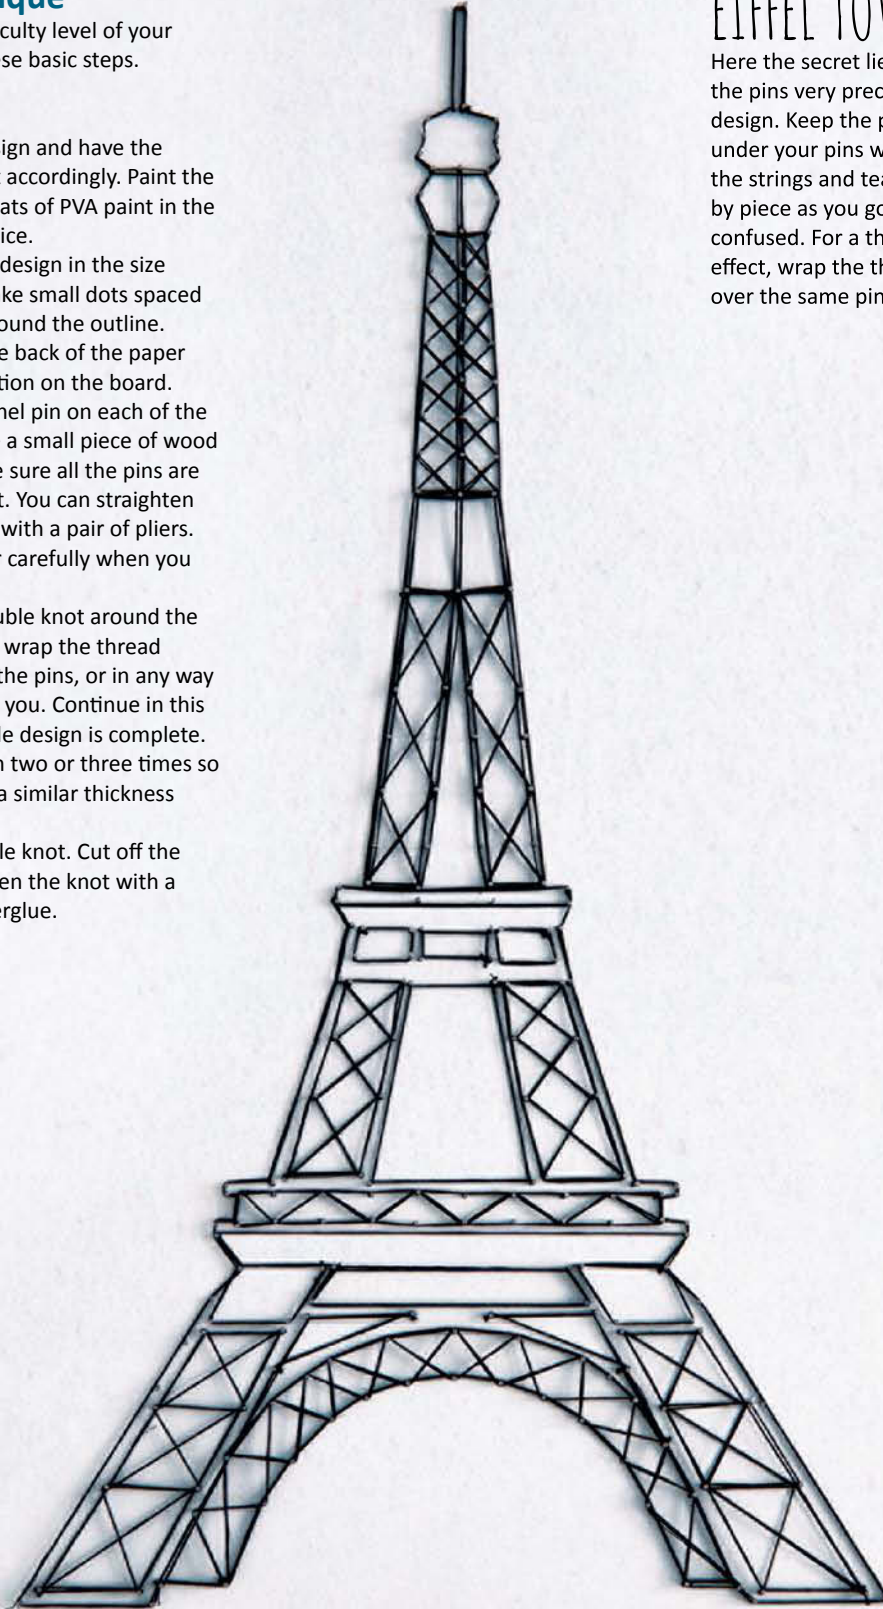 ique
culty level of your
ese basic steps.
sign and have the
t accordingly. Paint the
ats of PVA paint in the
ice.
design in the size
ke small dots spaced
ound the outline.
e back of the paper
tion on the board.
nel pin on each of the
a small piece of wood
e sure all the pins are
t. You can straighten
with a pair of pliers.
r carefully when you
uble knot around the
wrap the thread
the pins, or in any way
you. Continue in this
le design is complete.
n two or three times so
a similar thickness
le knot. Cut off the
en the knot with a
erglue.
EIFFEL TO
Here the secret lie
the pins very prec
design. Keep the p
under your pins w
the strings and tea
by piece as you go
confused. For a th
effect, wrap the th
over the same pin